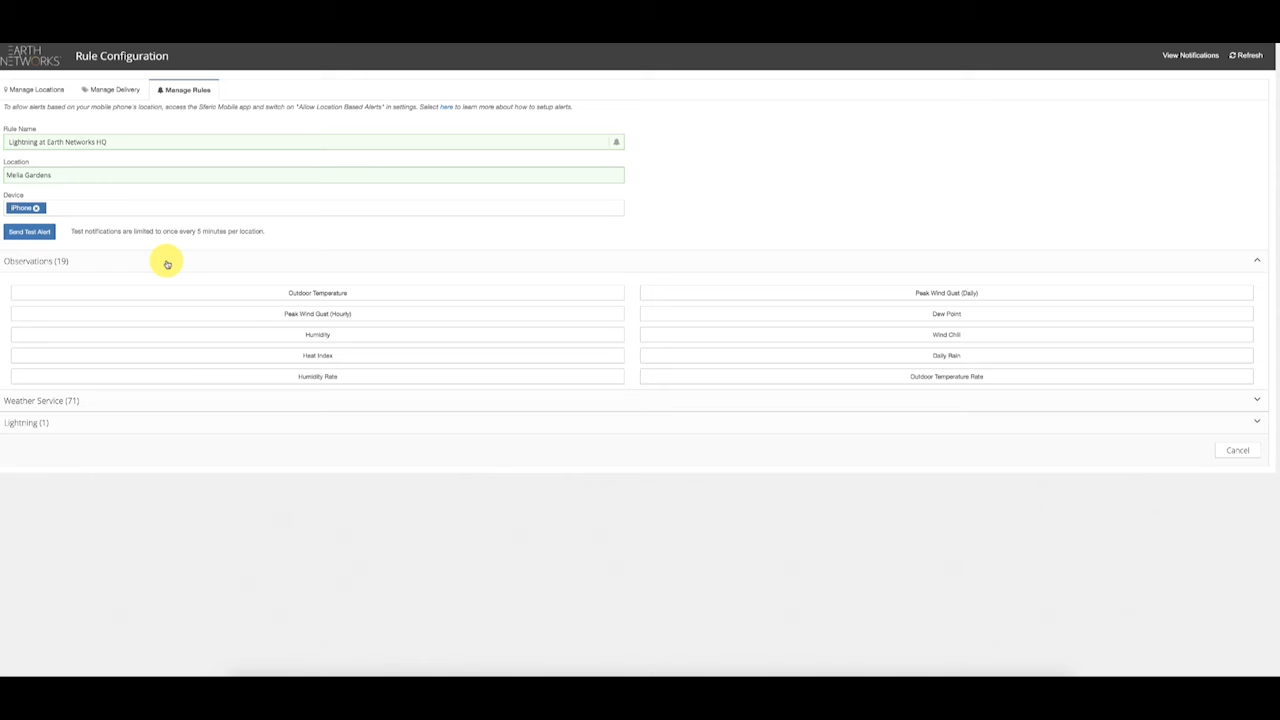 EARTH
NETWORKS
Rule Configuration
View Notifications
Refresh
Manage Locations
Manage Delivery
Manage Rules
To allow alerts based on your mobile phone's location, access the Sferic Mobile app and switch on "Allow Location Based Alerts" in settings. Select here to learn more about how to setup alerts.
Rule Name
Lightning at Earth Networks HQ
Location
Melia Gardens
Device
iPhone
Send Test Alert
Test notifications are limited to once every 5 minutes per location.
Observations (19)
Outdoor Temperature
Peak Wind Gust (Daily)
Peak Wind Gust (Hourly)
Dew Point
Humidity
Wind Chill
Heat Index
Daily Rain
Humidity Rate
Outdoor Temperature Rate
Weather Service (71)
Lightning (1)
Cancel